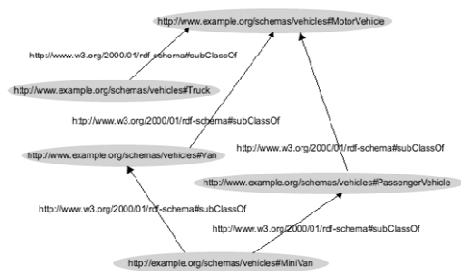 http://www.example.org/schemas/vehicles#MotorVehicle
http://www.w3.org/2000/01/rdf-schema#subClassOf
http://www.example.org/schemas/vehicles#Truck
http://www.w3.org/2000/01/rdf-schema#subClassOf
http://www.w3.org/2000/01/rdf-schema#subClassOf
http://www.example.org/schemas/vehicles#Van
http://www.example.org/schemas/vehicles#PassengerVehicle
http://www.w3.org/2000/01/rdf-schema#subClassOf
http://www.w3.org/2000/01/rdf-schema#subClassOf
http://www.example.org/schemas/vehicles#MiniVan